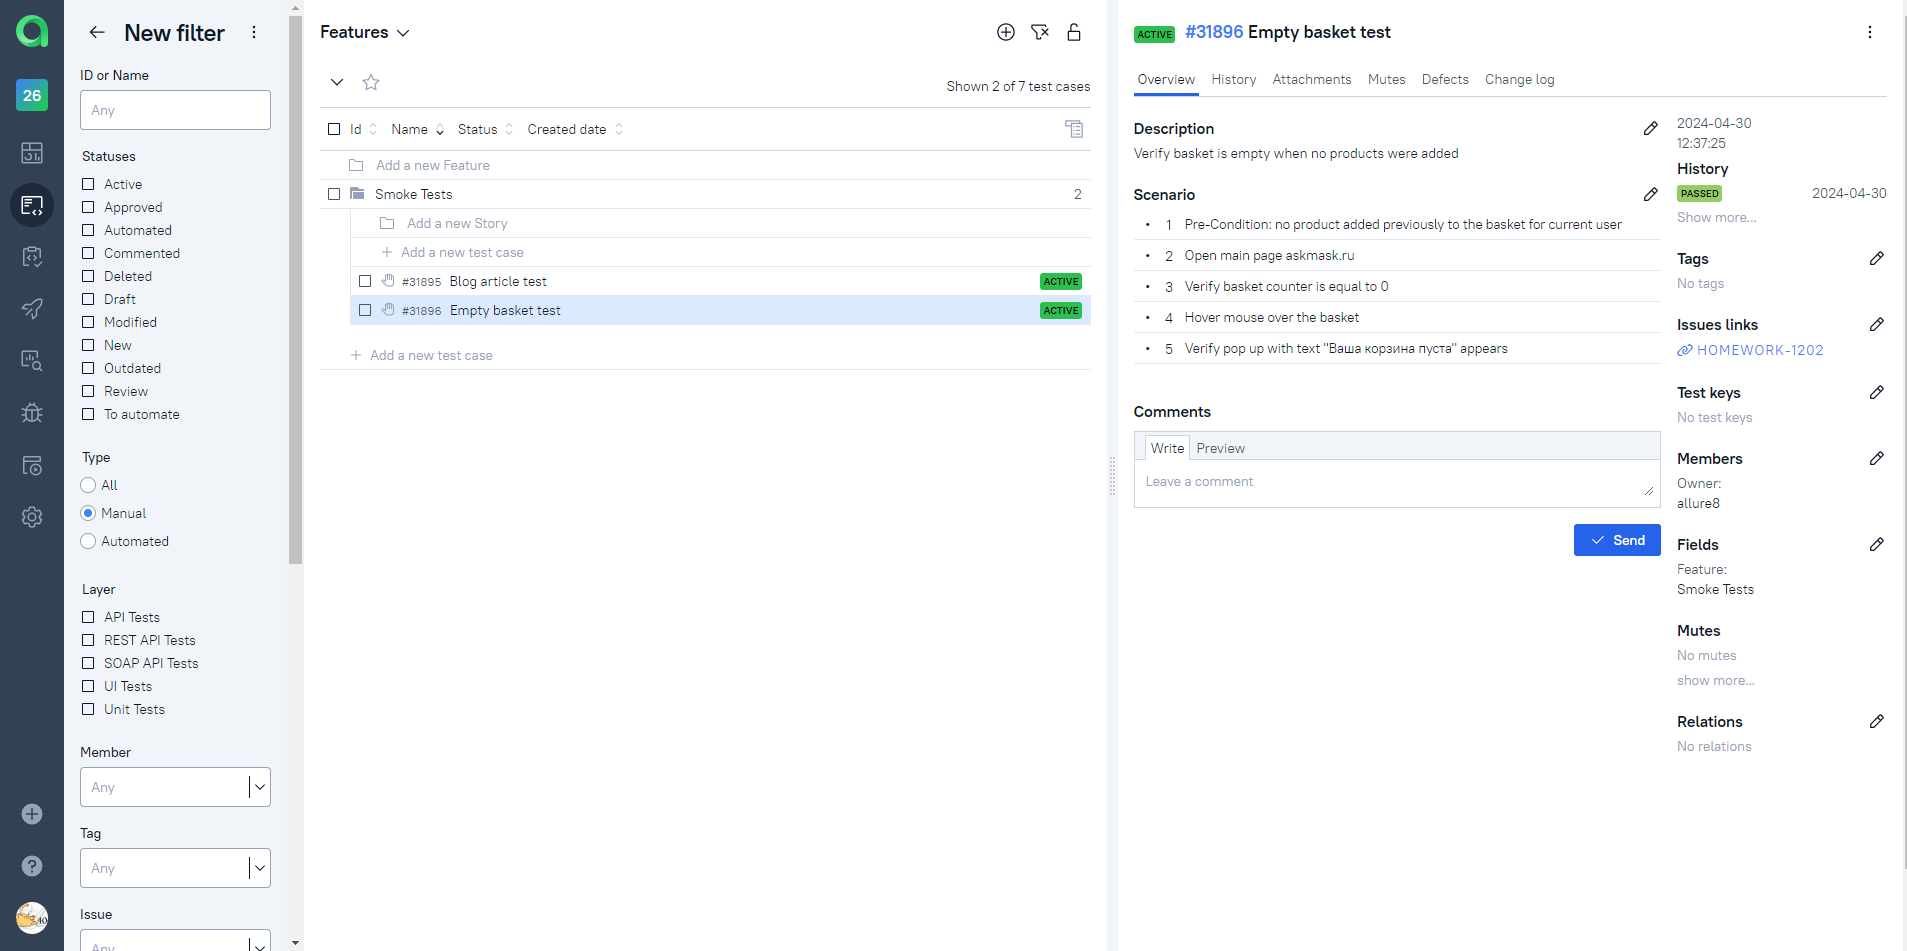 26
New filter
ID or Name
Any
Statuses
Active
Approved
Automated
Commented
Deleted
Draft
Modified
New
Outdated
Review
To automate
Type
All
Manual
Automated
Layer
API Tests
REST API Tests
SOAP API Tests
UI Tests
Unit Tests
Member
Any
Tag
Any
Issue
Any
Features
Shown 2 of 7 test cases
Id Name Status Created date
Add a new Feature
Smoke Tests 2
Add a new Story
Add a new test case
#31895 Blog article test ACTIVE
#31896 Empty basket test ACTIVE
Add a new test case
ACTIVE #31896 Empty basket test
Overview History Attachments Mutes Defects Change log
Description
Verify basket is empty when no products were added
Scenario
• 1 Pre-Condition: no product added previously to the basket for current user
• 2 Open main page askmask.ru
• 3 Verify basket counter is equal to 0
• 4 Hover mouse over the basket
• 5 Verify pop up with text "Ваша корзина пуста" appears
Comments
Write Preview
Leave a comment
Send
2024-04-30
12:37:25
History
PASSED 2024-04-30
Show more...
Tags
No tags
Issues links
HOMEWORK-1202
Test keys
No test keys
Members
Owner:
allure8
Fields
Feature:
Smoke Tests
Mutes
No mutes
show more...
Relations
No relations